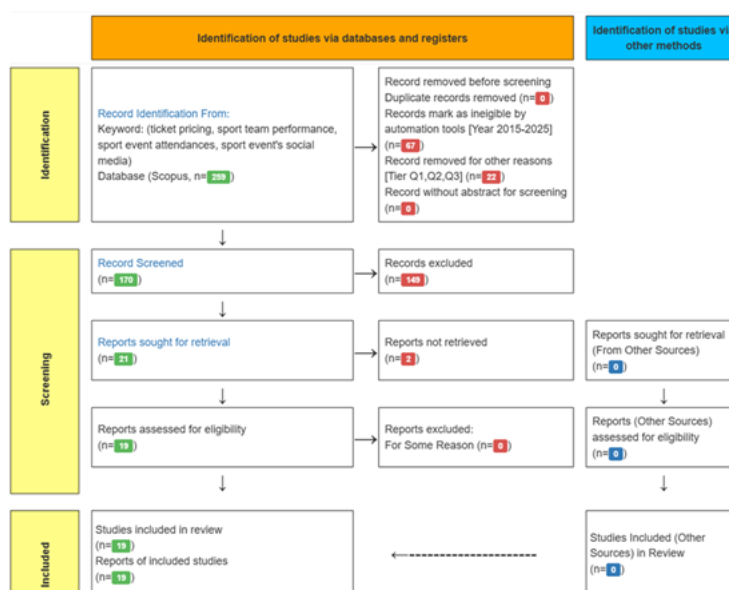 Identification of studies via databases and registers
Identification of studies via
other methods
Identification
Record Identification From:
Keyword: (ticket pricing, sport team performance,
sport event attendances, sport event's social
media)
Database (Scopus, n= 259 )
Record removed before screening
Duplicate records removed (n= 0 )
Records mark as ineigible by
automation tools [Year 2015-2025]
(n= 67 )
Record removed for other reasons
[Tier Q1,Q2,Q3] (n= 22 )
Record without abstract for screening
(n= 0 )
Screening
Record Screened
(n= 170 )
Records excluded
(n= 149 )
Reports sought for retrieval
(n= 21 )
Reports not retrieved
(n= 2 )
Reports sought for retrieval
(From Other Sources)
(n= 0 )
Reports assessed for eligibility
(n= 19 )
Reports excluded:
For Some Reason (n= 0 )
Reports (Other Sources)
assessed for eligibility
(n= 0 )
Included
Studies included in review
(n= 19 )
Reports of included studies
(n= 19 )
Studies Included (Other
Sources) in Review
(n= 0 )